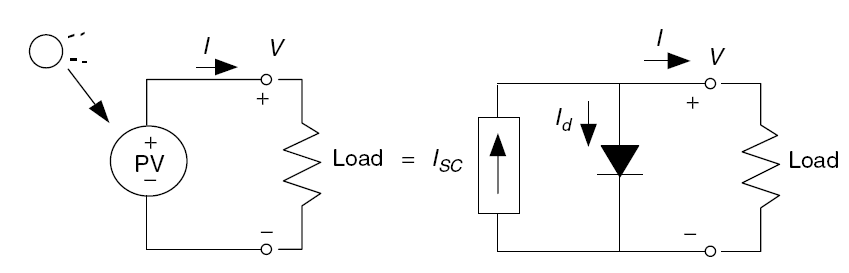 I V
+
+
PV
−
Load
−
=
I V
+
I_SC
I_d
Load
−